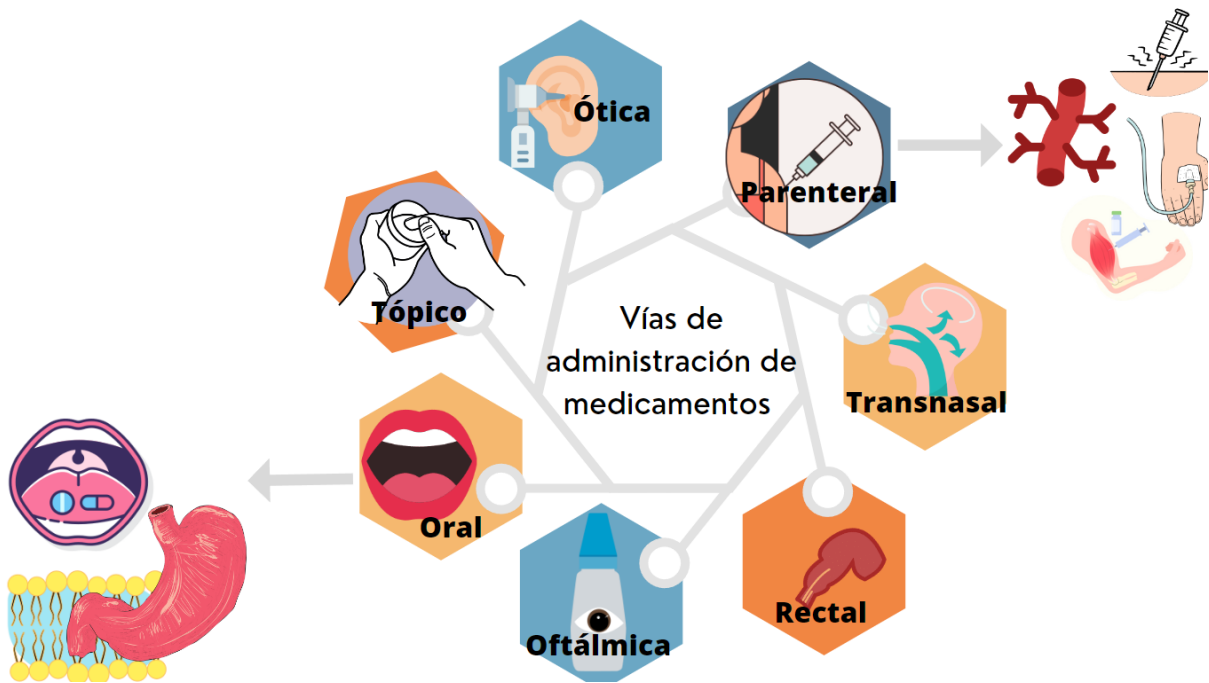 Ótica
Parenteral
Tópico
Vías de
administración de
medicamentos
Transnasal
Oral
Rectal
Oftálmica